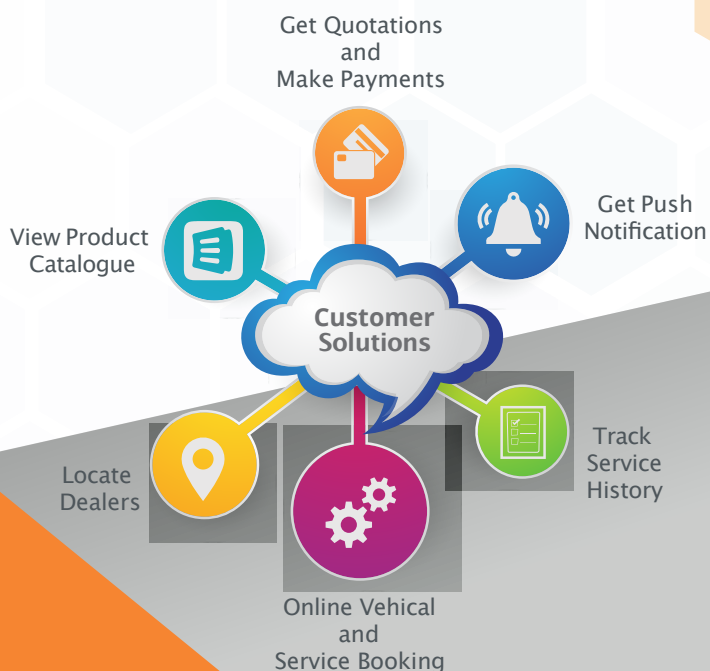 Get Quotations
and
Make Payments
View Product
Catalogue
Get Push
Notification
Customer
Solutions
Locate
Dealers
Track
Service
History
Online Vehical
and
Service Booking